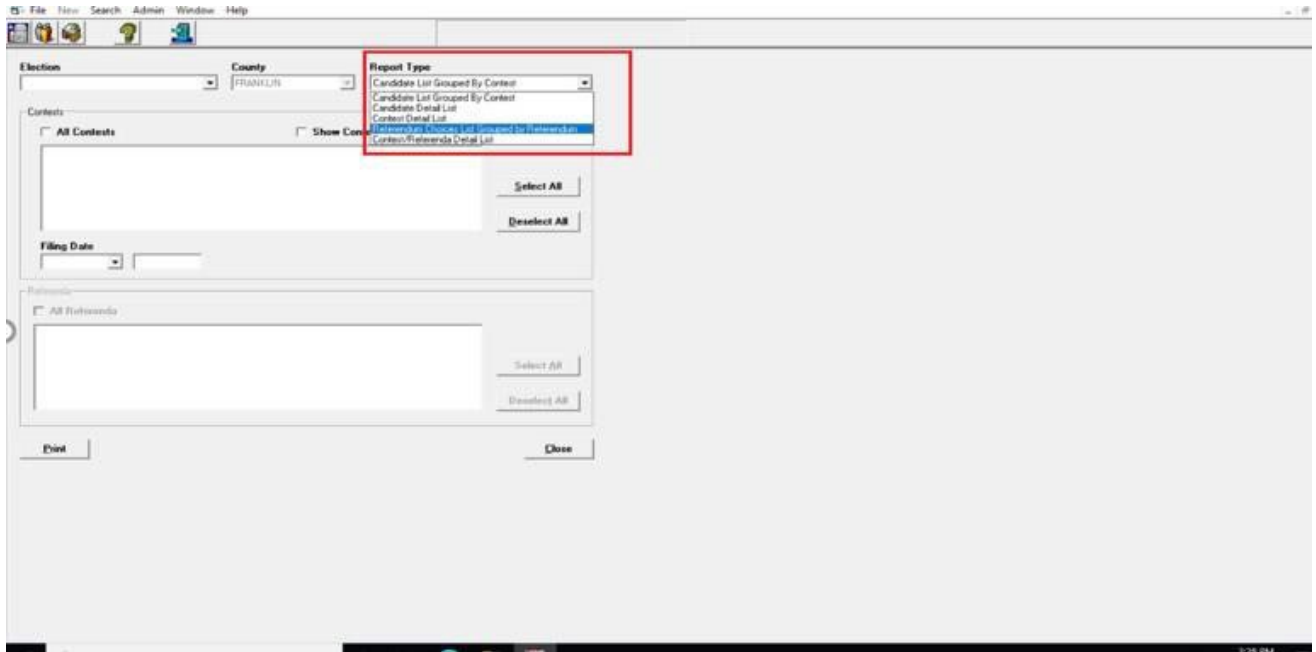 File New Search Admin Window Help
Election County Report Type
FRANKLIN Candidate List Grouped By Contest
Candidate List Grouped By Contest
Candidate Detail List
Contests Contest Detail List
All Contests Show Con Referendum Choices List Grouped by Referendum
Contest/Referenda Detail List
Select All
Deselect All
Filing Date
Referenda
All Referenda
Select All
Deselect All
Print Close
3:28 PM